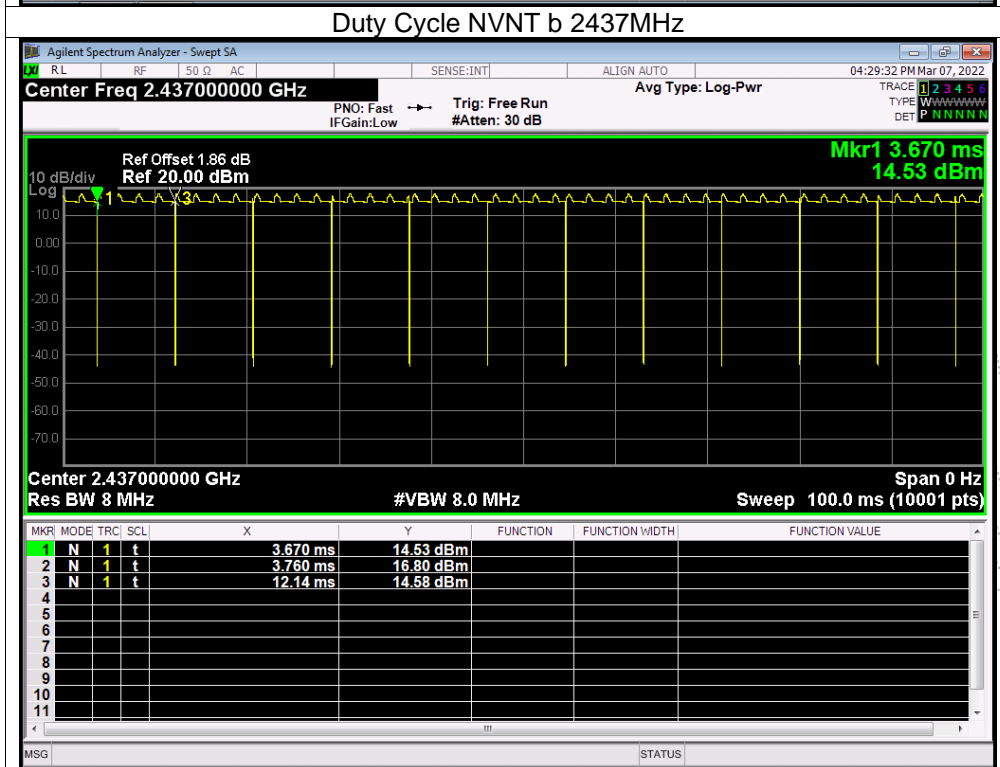 Duty Cycle NVNT b 2437MHz
Agilent Spectrum Analyzer - Swept SA
LXI RL RF 50 Ω AC SENSE:INT ALIGN AUTO 04:29:32 PM Mar 07, 2022
Center Freq 2.437000000 GHz Avg Type: Log-Pwr TRACE 1 2 3 4 5 6
PNO: Fast Trig: Free Run TYPE WWWWWW
IFGain:Low #Atten: 30 dB DET P N N N N N
Ref Offset 1.86 dB Mkr1 3.670 ms
10 dB/div Ref 20.00 dBm 14.53 dBm
Log
1 3
10.0
0.00
-10.0
-20.0
-30.0
-40.0
-50.0
-60.0
-70.0
Center 2.437000000 GHz Span 0 Hz
Res BW 8 MHz #VBW 8.0 MHz Sweep 100.0 ms (10001 pts)
MKR MODE TRC SCL X Y FUNCTION FUNCTION WIDTH FUNCTION VALUE
1 N 1 t 3.670 ms 14.53 dBm
2 N 1 t 3.760 ms 16.80 dBm
3 N 1 t 12.14 ms 14.58 dBm
4
5
6
7
8
9
10
11
MSG STATUS